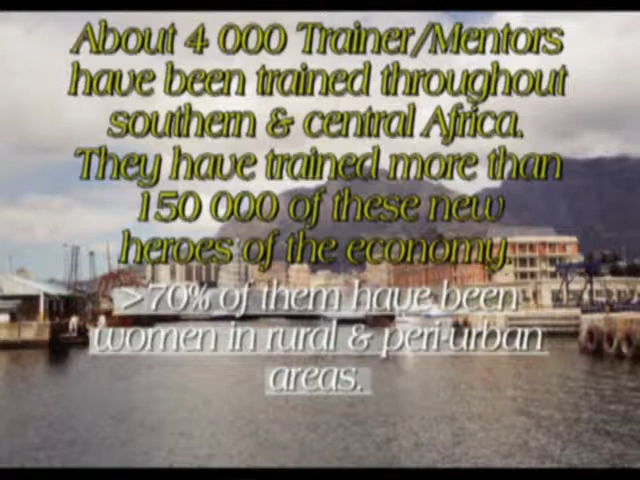 About 4 000 Trainer/Mentors
have been trained throughout
southern & central Africa.
They have trained more than
150 000 of these new
heroes of the economy.
>70% of them have been
women in rural & peri-urban
areas.